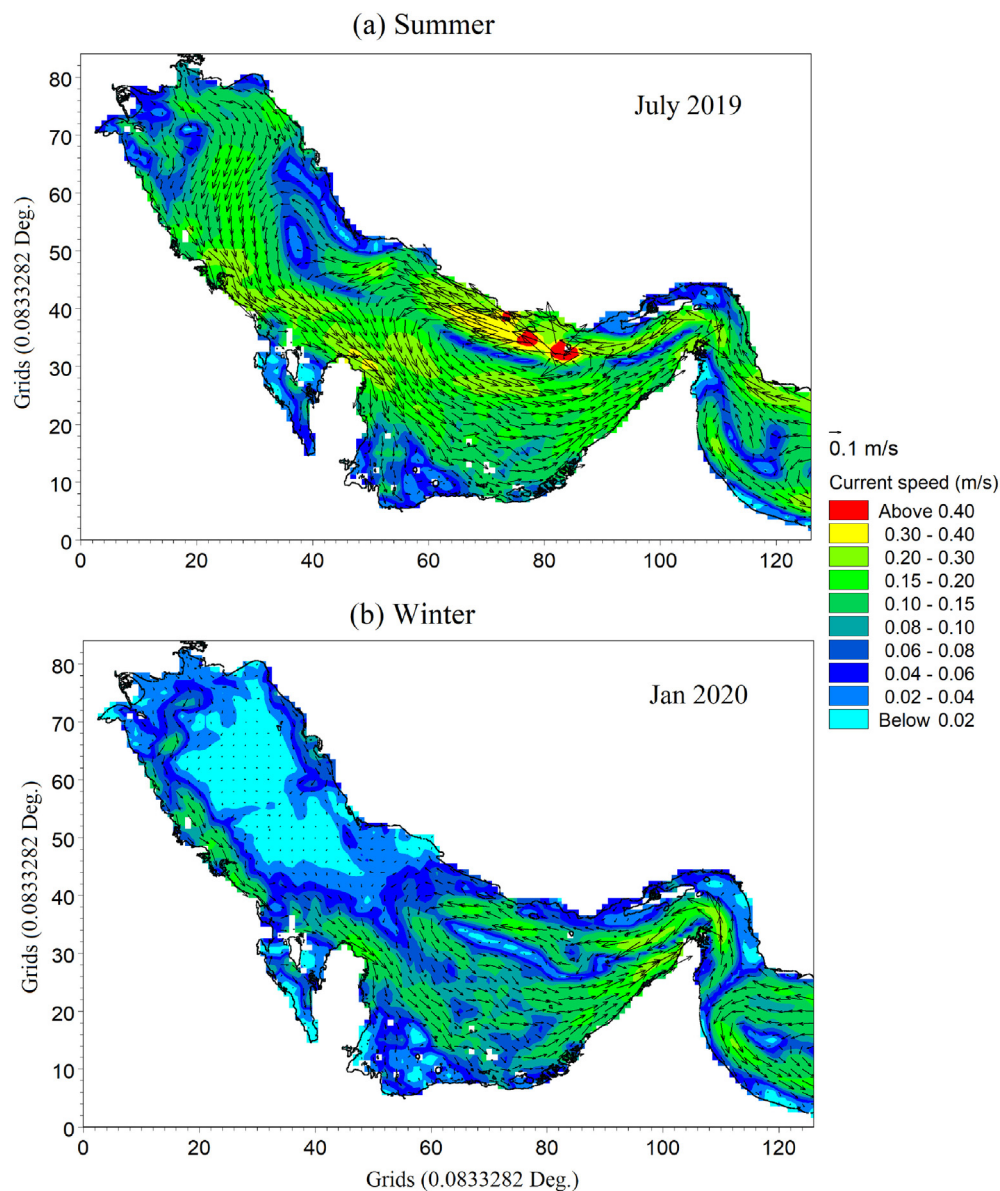 (a) Summer
July 2019
80
70
60
50
40
30
20
10
0
Grids (0.0833282 Deg.)
0 20 40 60 80 100 120
0.1 m/s
Current speed (m/s)
Above 0.40
0.30 - 0.40
0.20 - 0.30
0.15 - 0.20
0.10 - 0.15
0.08 - 0.10
0.06 - 0.08
0.04 - 0.06
0.02 - 0.04
Below 0.02
(b) Winter
Jan 2020
80
70
60
50
40
30
20
10
0
Grids (0.0833282 Deg.)
0 20 40 60 80 100 120
Grids (0.0833282 Deg.)